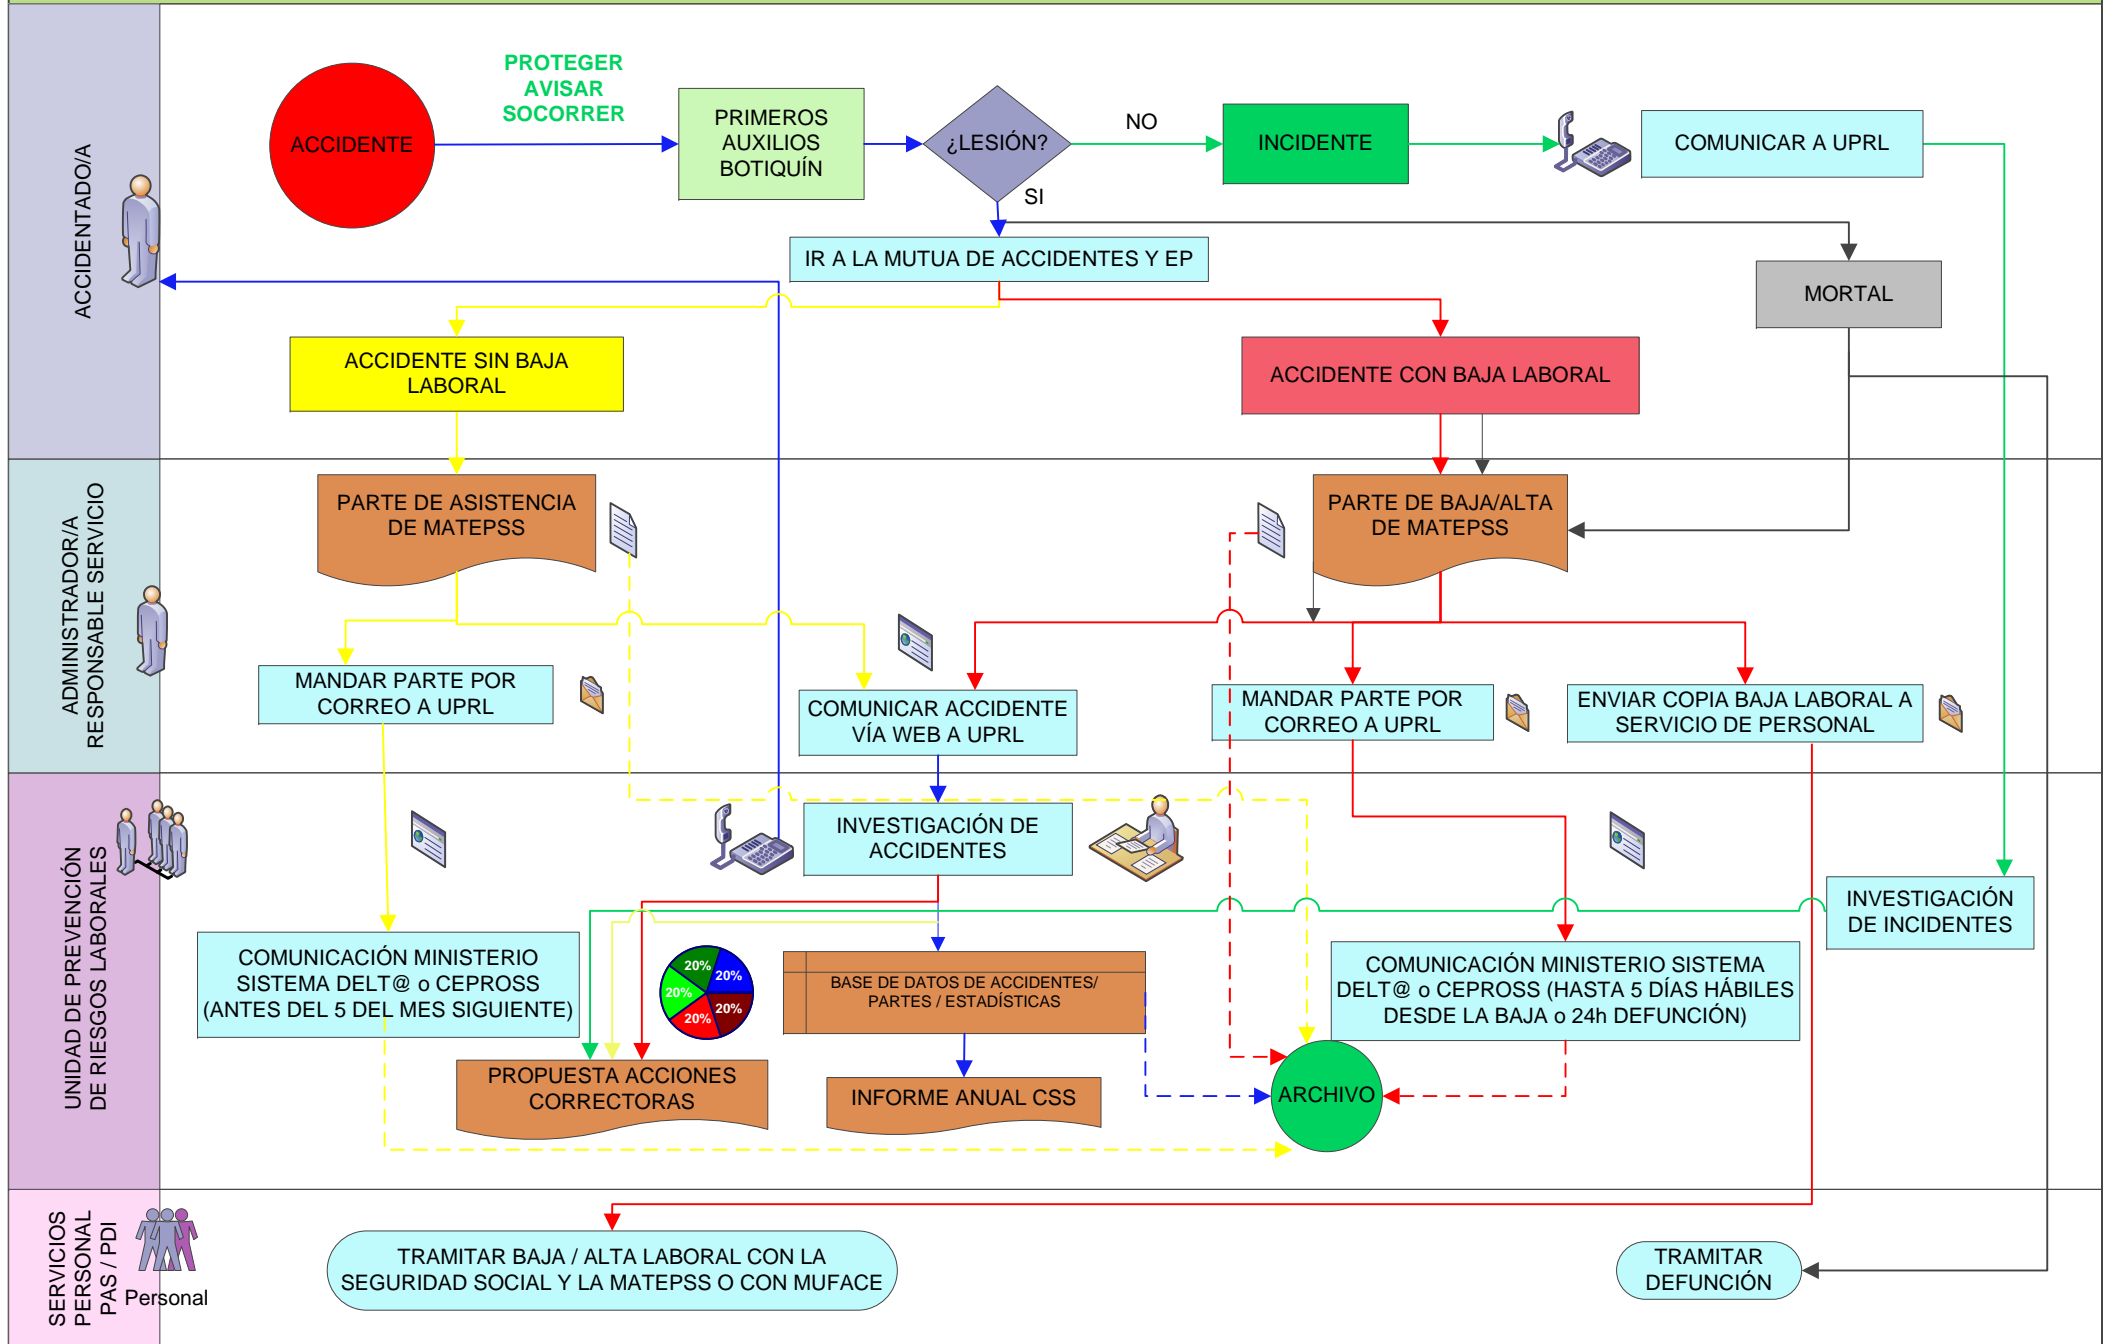 ACCIDENTADO/A
PROTEGER
AVISAR
SOCORRER
ACCIDENTE
PRIMEROS
AUXILIOS
BOTIQUÍN
¿LESIÓN?
NO
SI
INCIDENTE
COMUNICAR A UPRL
IR A LA MUTUA DE ACCIDENTES Y EP
MORTAL
ACCIDENTE SIN BAJA
LABORAL
ACCIDENTE CON BAJA LABORAL
ADMINISTRADOR/A
RESPONSABLE SERVICIO
PARTE DE ASISTENCIA
DE MATEPSS
PARTE DE BAJA/ALTA
DE MATEPSS
MANDAR PARTE POR
CORREO A UPRL
COMUNICAR ACCIDENTE
VÍA WEB A UPRL
MANDAR PARTE POR
CORREO A UPRL
ENVIAR COPIA BAJA LABORAL A
SERVICIO DE PERSONAL
UNIDAD DE PREVENCIÓN
DE RIESGOS LABORALES
INVESTIGACIÓN DE
ACCIDENTES
INVESTIGACIÓN
DE INCIDENTES
COMUNICACIÓN MINISTERIO
SISTEMA DELT@ o CEPROSS
(ANTES DEL 5 DEL MES SIGUIENTE)
20%
20%
20%
20%
20%
BASE DE DATOS DE ACCIDENTES/
PARTES / ESTADÍSTICAS
COMUNICACIÓN MINISTERIO SISTEMA
DELT@ o CEPROSS (HASTA 5 DÍAS HÁBILES
DESDE LA BAJA o 24h DEFUNCIÓN)
PROPUESTA ACCIONES
CORRECTORAS
INFORME ANUAL CSS
ARCHIVO
SERVICIOS
PERSONAL
PAS / PDI
Personal
TRAMITAR BAJA / ALTA LABORAL CON LA
SEGURIDAD SOCIAL Y LA MATEPSS O CON MUFACE
TRAMITAR
DEFUNCIÓN